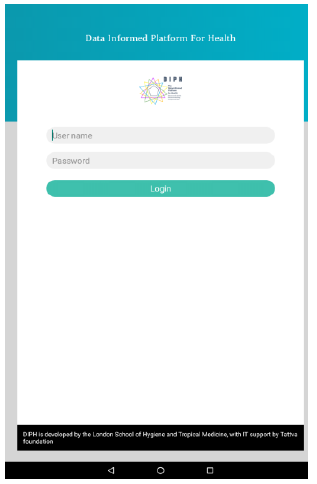 Data Informed Platform For Health
DIPH
User name
Password
Login
DIPH is developed by the London School of Hygiene and Tropical Medicine, with IT support by Tattva
foundation